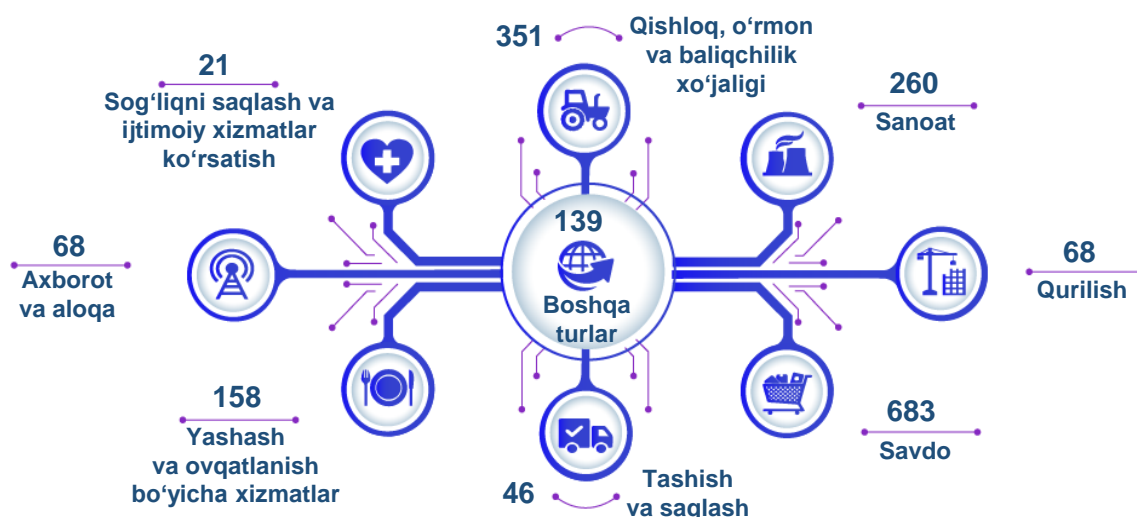 351
Qishloq, o‘rmon
va baliqchilik
xo‘jaligi
21
Sog‘liqni saqlash va
ijtimoiy xizmatlar
ko‘rsatish
260
Sanoat
68
Axborot
va aloqa
139
Boshqa
turlar
68
Qurilish
158
Yashash
va ovqatlanish
bo‘yicha xizmatlar
683
Savdo
46
Tashish
va saqlash